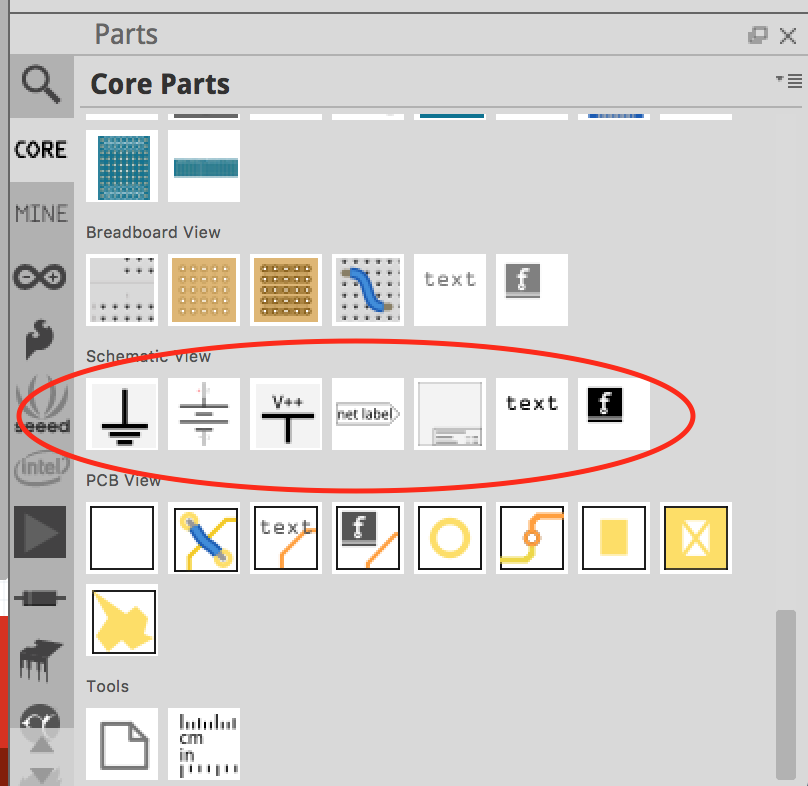 Parts
Core Parts
CORE
MINE
Breadboard View
text
f
Schematic View
V++
net label
text
f
seeed
intel
PCB View
text
f
Tools
cm
in